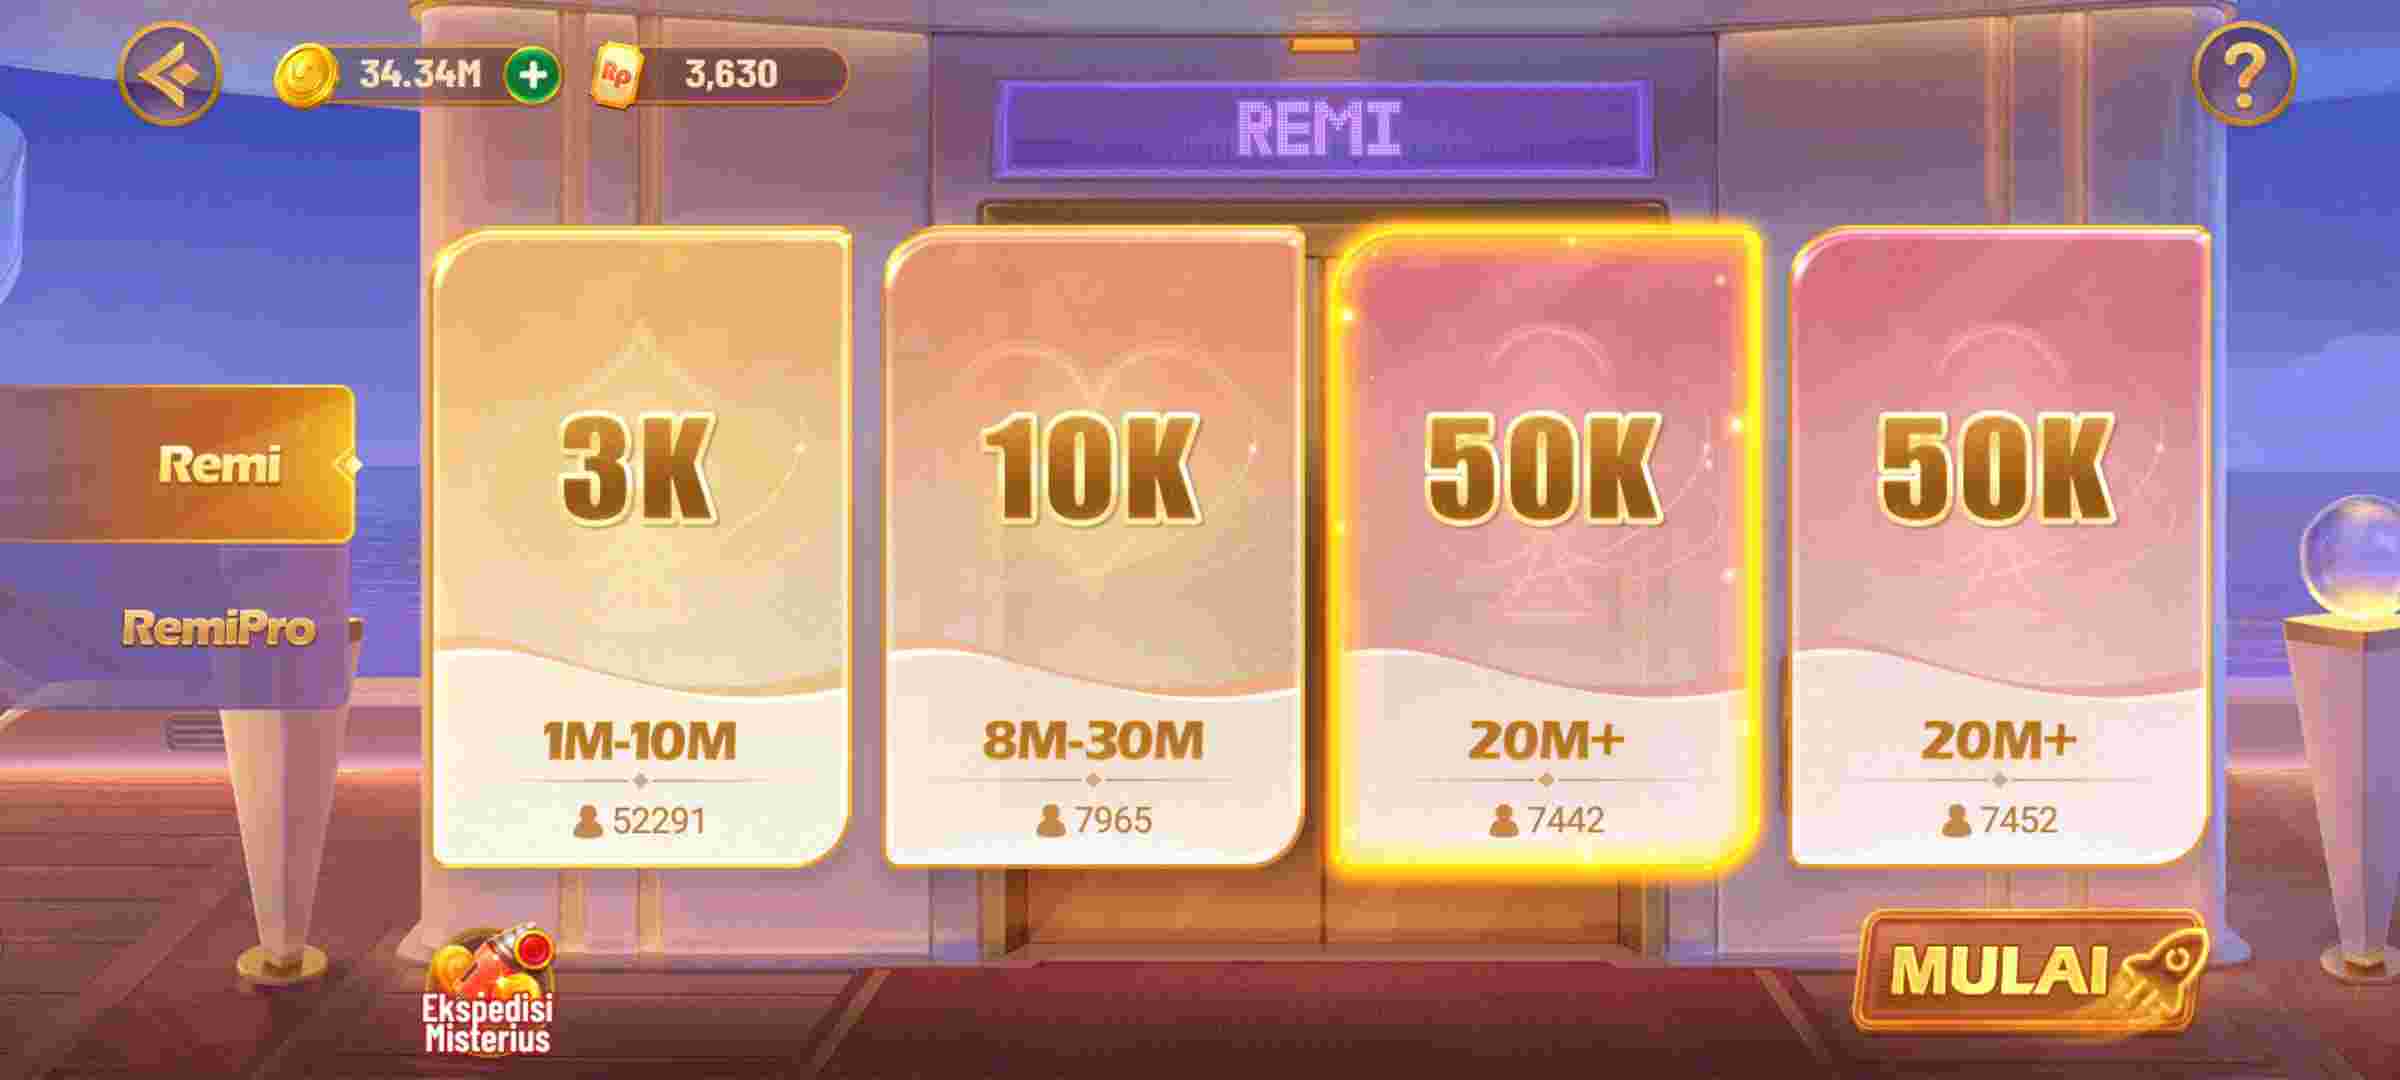 34.34M
3,630
REMI
Remi
RemiPro
3K
1M-10M
52291
10K
8M-30M
7965
50K
20M+
7442
50K
20M+
7452
Ekspedisi
Misterius
MULAI
Rp
?